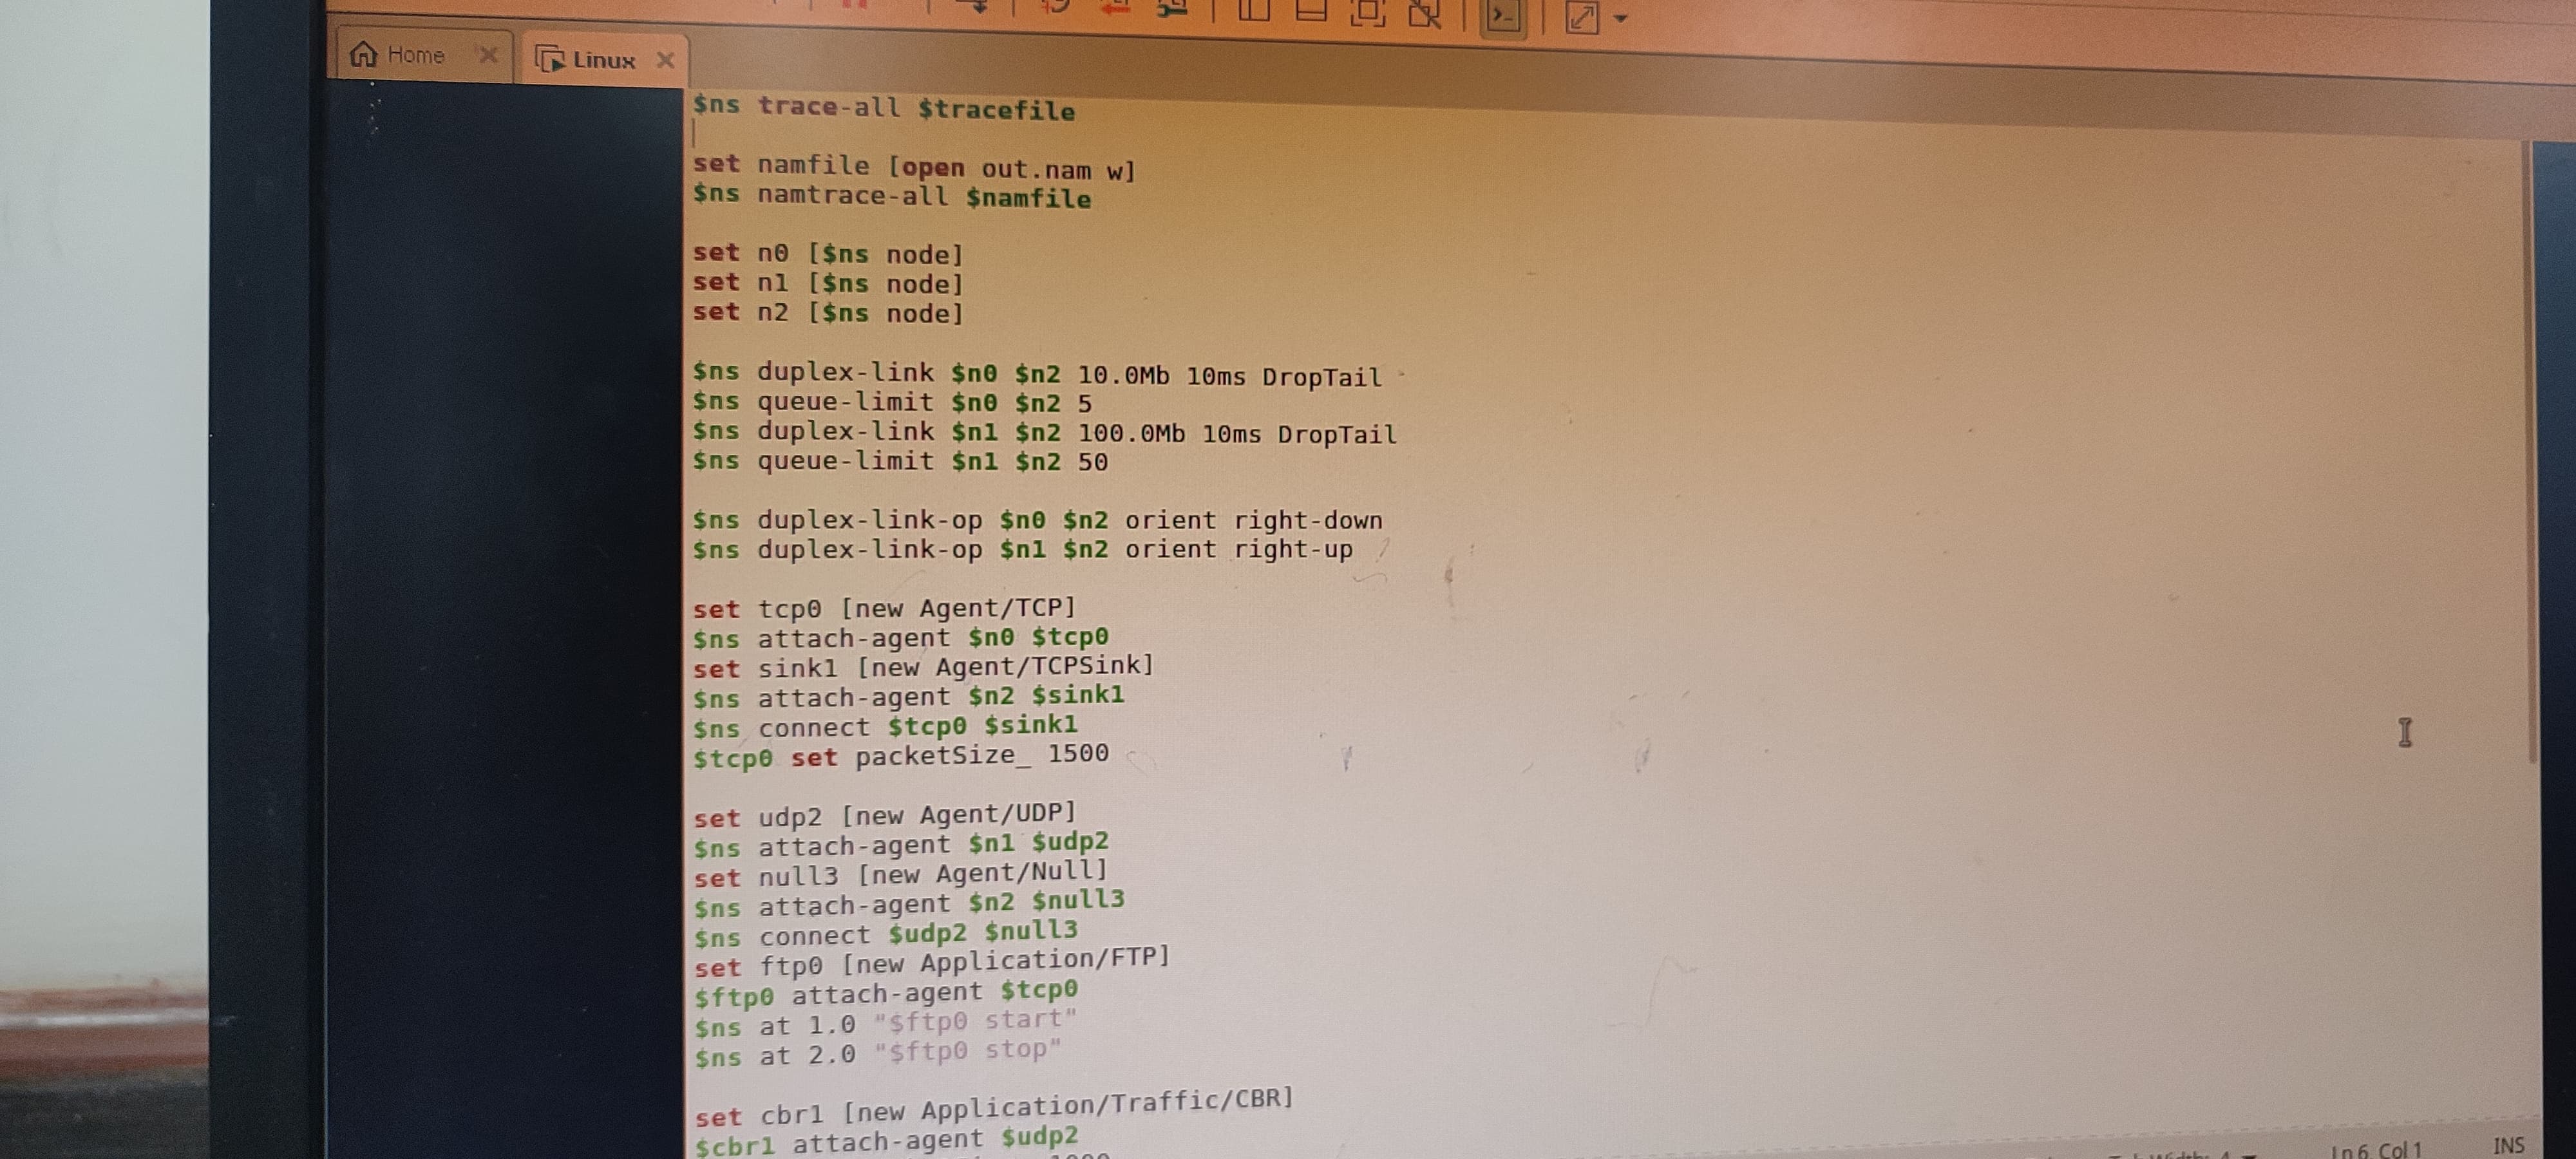 Home
Linux
$ns trace-all $tracefile
set namfile [open out.nam w]
$ns namtrace-all $namfile
set n0 [$ns node]
set n1 [$ns node]
set n2 [$ns node]
$ns duplex-link $n0 $n2 10.0Mb 10ms DropTail
$ns queue-limit $n0 $n2 5
$ns duplex-link $n1 $n2 100.0Mb 10ms DropTail
$ns queue-limit $n1 $n2 50
$ns duplex-link-op $n0 $n2 orient right-down
$ns duplex-link-op $n1 $n2 orient right-up
set tcp0 [new Agent/TCP]
$ns attach-agent $n0 $tcp0
set sink1 [new Agent/TCPSink]
$ns attach-agent $n2 $sink1
$ns connect $tcp0 $sink1
$tcp0 set packetSize_ 1500
set udp2 [new Agent/UDP]
$ns attach-agent $n1 $udp2
set null3 [new Agent/Null]
$ns attach-agent $n2 $null3
$ns connect $udp2 $null3
set ftp0 [new Application/FTP]
$ftp0 attach-agent $tcp0
$ns at 1.0 "$ftp0 start"
$ns at 2.0 "$ftp0 stop"
set cbr1 [new Application/Traffic/CBR]
$cbr1 attach-agent $udp2
Ln 6, Col 1
INS